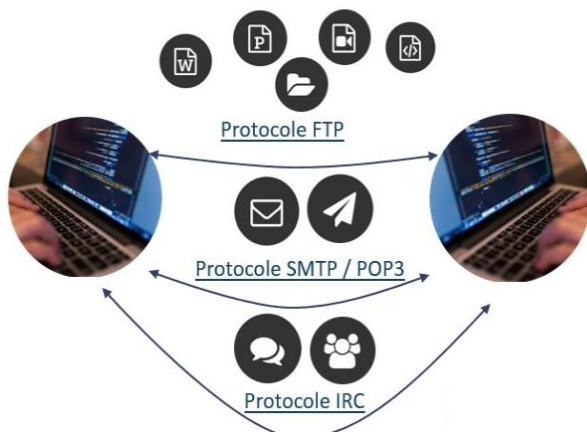 W
P
</>
Protocole FTP
Protocole SMTP / POP3
Protocole IRC